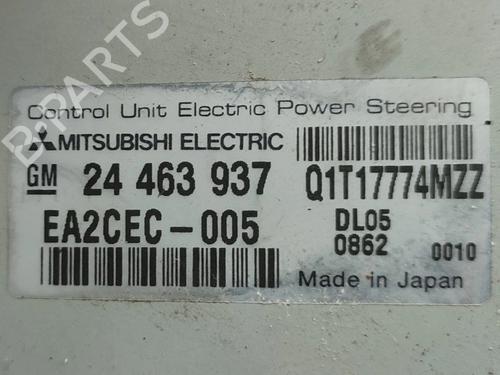 Control Unit Electric Power Steering
MITSUBISHI ELECTRIC
GM 24 463 937
Q1T17774MZZ
EA2CEC-005
DL05
0862 0010
Made in Japan
B-PARTS